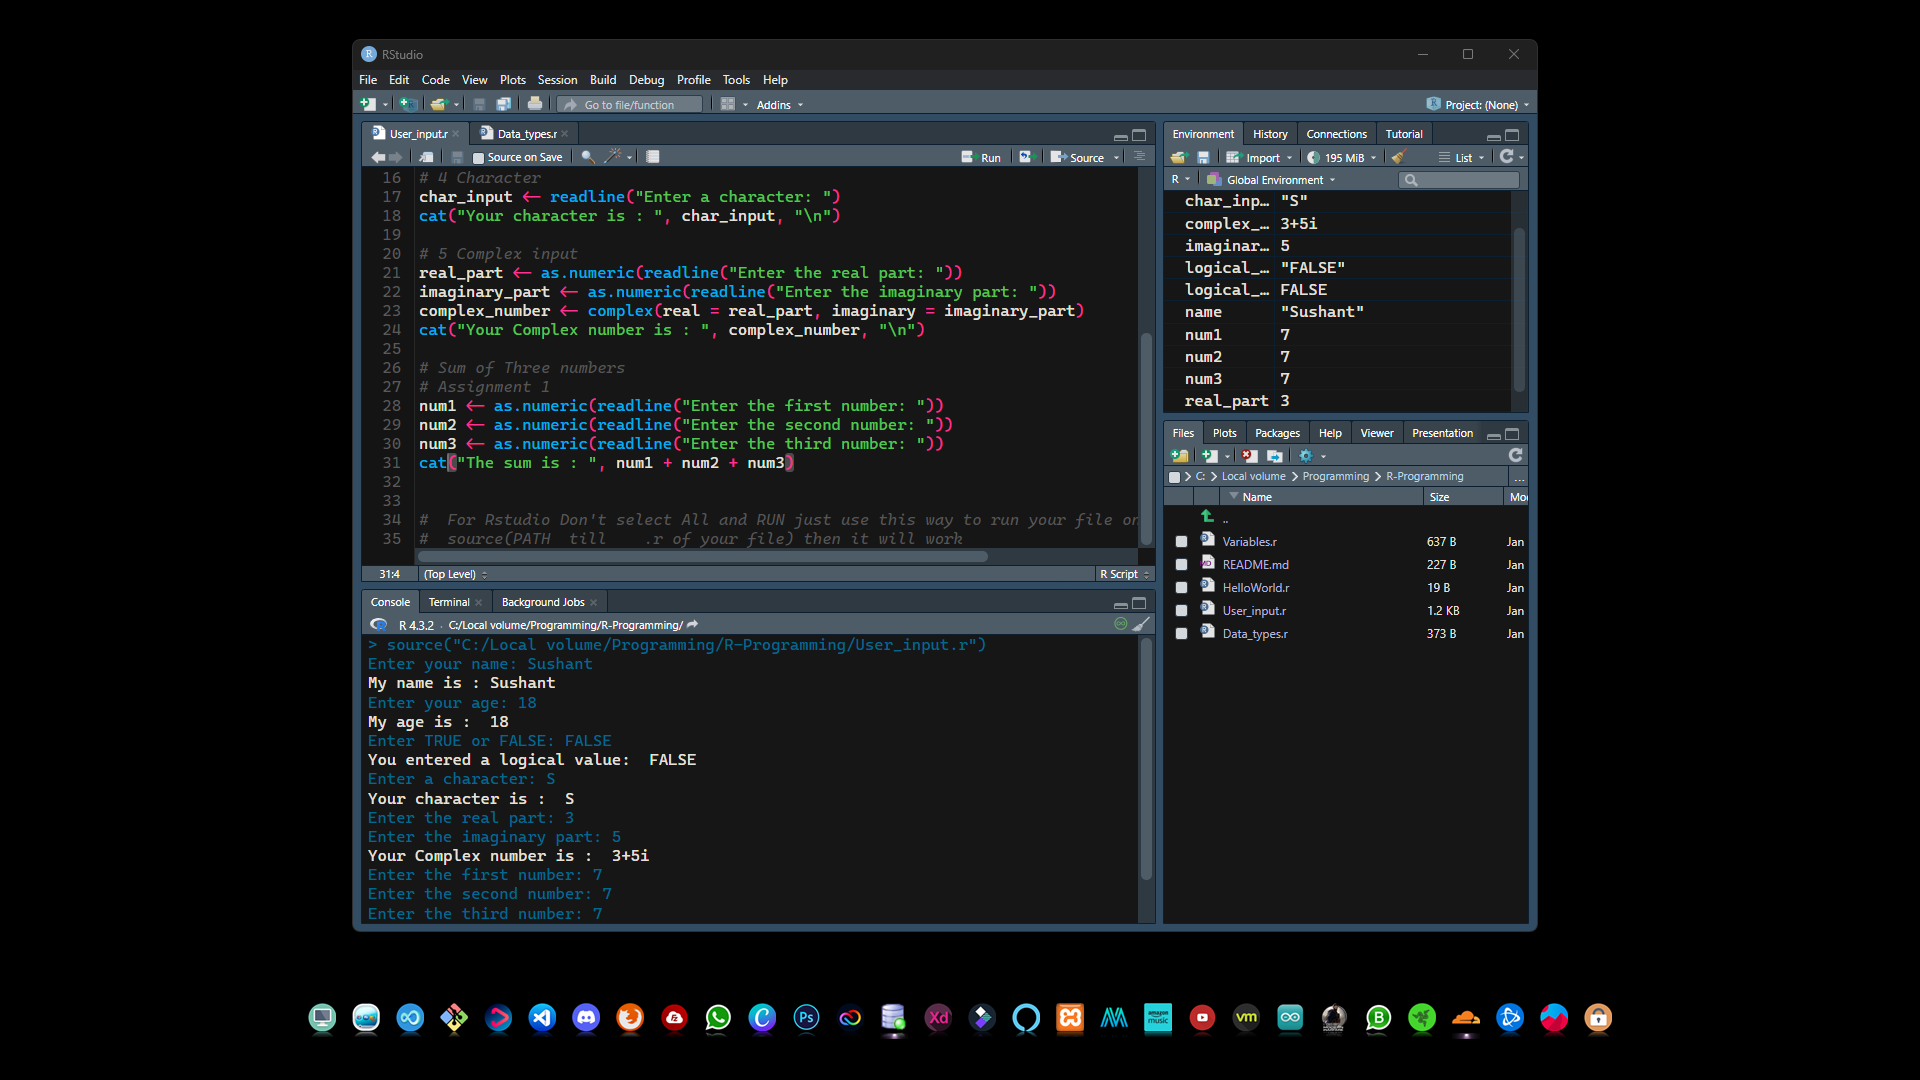 RStudio
File Edit Code View Plots Session Build Debug Profile Tools Help
Go to file/function Addins Project: (None)
User_input.r Data_types.r
Source on Save Run Source
16 # 4 Character
17 char_input <- readline("Enter a character: ")
18 cat("Your character is : ", char_input, "\n")
19
20 # 5 Complex input
21 real_part <- as.numeric(readline("Enter the real part: "))
22 imaginary_part <- as.numeric(readline("Enter the imaginary part: "))
23 complex_number <- complex(real = real_part, imaginary = imaginary_part)
24 cat("Your Complex number is : ", complex_number, "\n")
25
26 # Sum of Three numbers
27 # Assignment 1
28 num1 <- as.numeric(readline("Enter the first number: "))
29 num2 <- as.numeric(readline("Enter the second number: "))
30 num3 <- as.numeric(readline("Enter the third number: "))
31 cat("The sum is : ", num1 + num2 + num3)
32
33
34 #  For Rstudio Don't select All and RUN just use this way to run your file on
35 #  source(PATH  till    .r of your file) then it will work
31:4 (Top Level) R Script
Console Terminal Background Jobs
R 4.3.2 . C:/Local volume/Programming/R-Programming/
> source("C:/Local volume/Programming/R-Programming/User_input.r")
Enter your name: Sushant
My name is : Sushant
Enter your age: 18
My age is :  18
Enter TRUE or FALSE: FALSE
You entered a logical value:  FALSE
Enter a character: S
Your character is :  S
Enter the real part: 3
Enter the imaginary part: 5
Your Complex number is :  3+5i
Enter the first number: 7
Enter the second number: 7
Enter the third number: 7
Environment History Connections Tutorial
Import 195 MiB List
R Global Environment
char_inp… "S"
complex_… 3+5i
imaginar… 5
logical_… "FALSE"
logical_… FALSE
name "Sushant"
num1 7
num2 7
num3 7
real_part 3
Files Plots Packages Help Viewer Presentation
C: Local volume Programming R-Programming ...
Name Size Mo
..
Variables.r 637 B Jan
README.md 227 B Jan
HelloWorld.r 19 B Jan
User_input.r 1.2 KB Jan
Data_types.r 373 B Jan
Ps
Xd
amazon music
vm
B